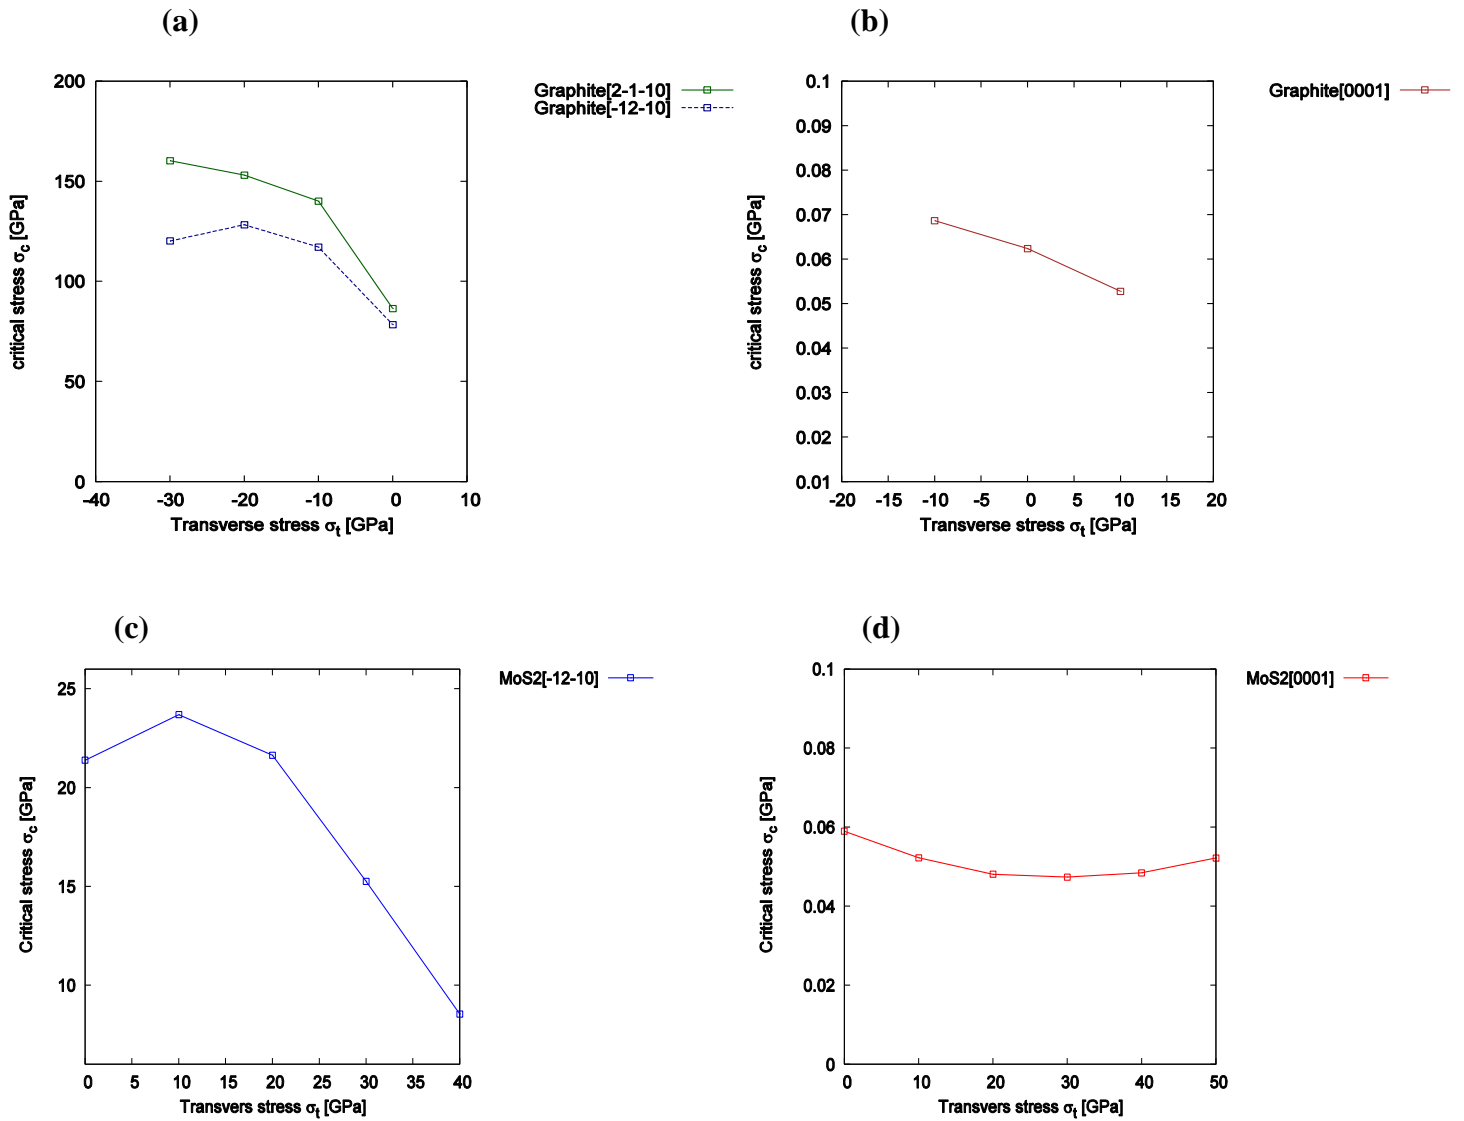 (a)
Graphite[2-1-10]
Graphite[-12-10]
200
150
100
50
0
critical stress σc [GPa]
-40 -30 -20 -10 0 10
Transverse stress σt [GPa]
(b)
Graphite[0001]
0.1
0.09
0.08
0.07
0.06
0.05
0.04
0.03
0.02
0.01
critical stress σc [GPa]
-20 -15 -10 -5 0 5 10 15 20
Transverse stress σt [GPa]
(c)
MoS2[-12-10]
25
20
15
10
Critical stress σc [GPa]
0 5 10 15 20 25 30 35 40
Transvers stress σt [GPa]
(d)
MoS2[0001]
0.1
0.08
0.06
0.04
0.02
0
Critical stress σc [GPa]
0 10 20 30 40 50
Transvers stress σt [GPa]